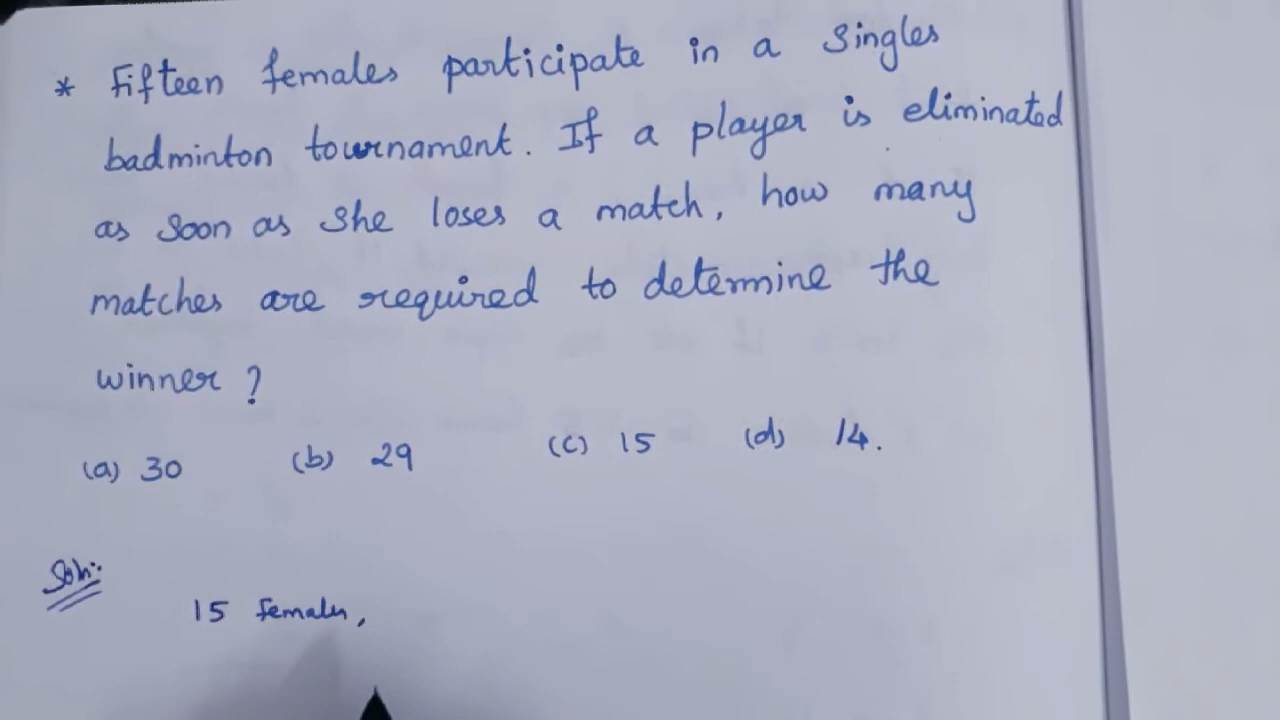 * Fifteen females participate in a singles
badminton tournament. If a player is eliminated
as soon as she loses a match, how many
matches are required to determine the
winner ?
(a) 30 (b) 29 (c) 15 (d) 14.
Soln:
15 females,